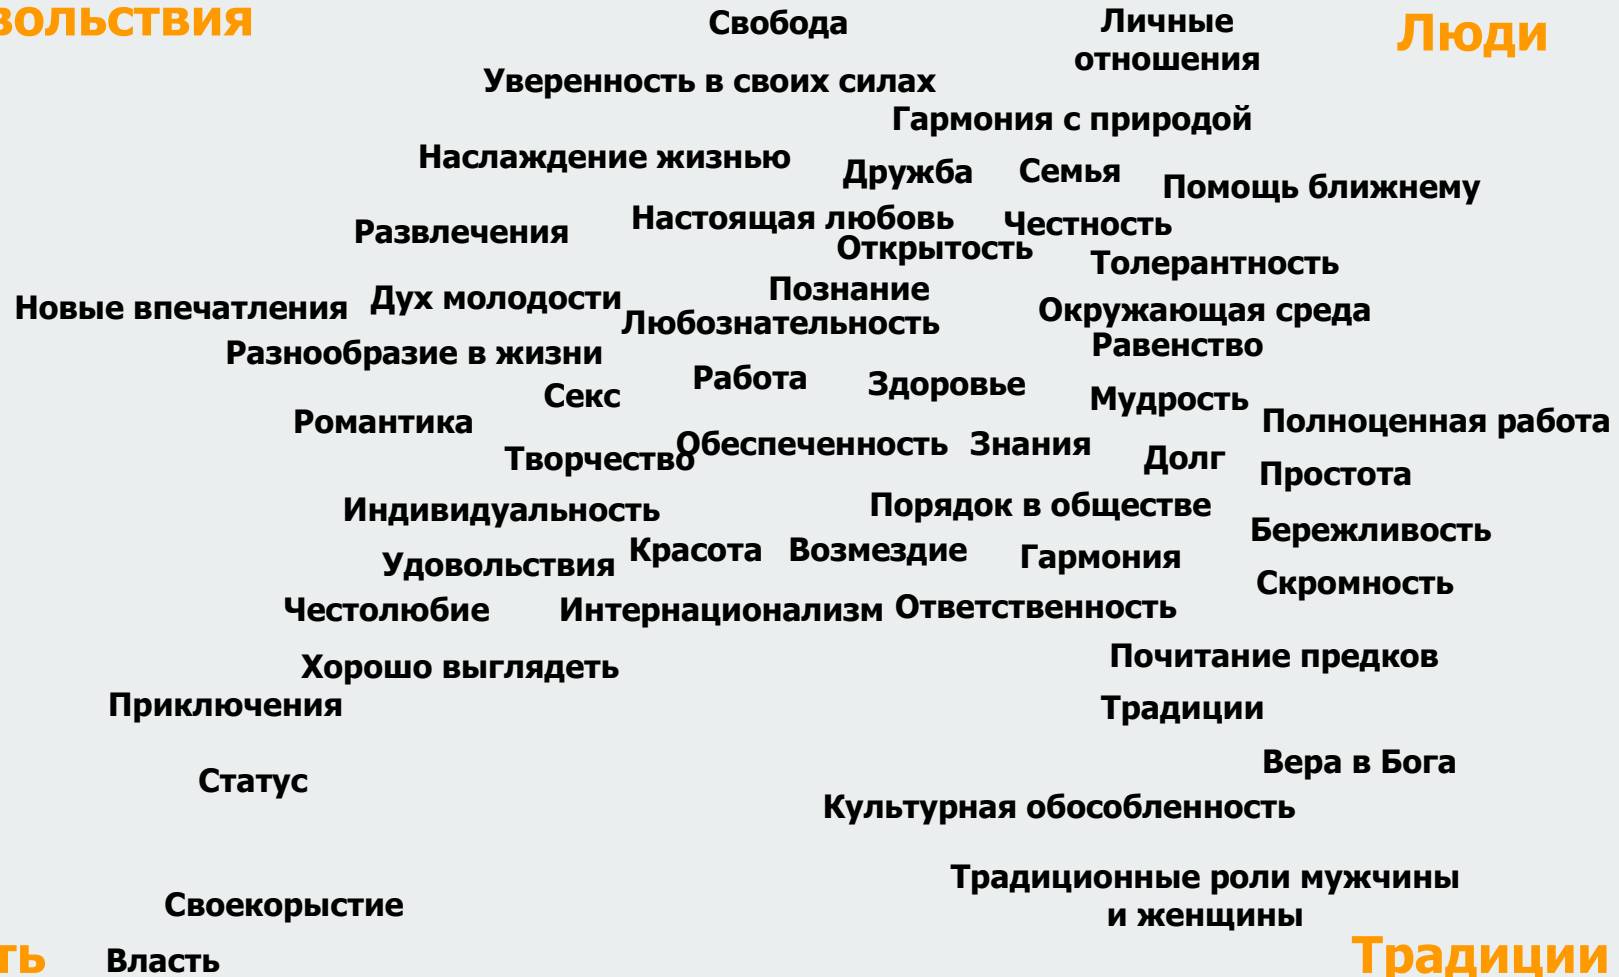 вольствия
Свобода
Личные
отношения
Люди
Уверенность в своих силах
Гармония с природой
Наслаждение жизнью
Дружба
Семья
Помощь ближнему
Развлечения
Настоящая любовь
Честность
Открытость
Толерантность
Новые впечатления
Дух молодости
Познание
Любознательность
Окружающая среда
Разнообразие в жизни
Равенство
Секс
Работа
Здоровье
Мудрость
Романтика
Полноценная работа
Творчество
Обеспеченность
Знания
Долг
Простота
Индивидуальность
Порядок в обществе
Бережливость
Удовольствия
Красота
Возмездие
Гармония
Скромность
Честолюбие
Интернационализм
Ответственность
Хорошо выглядеть
Почитание предков
Приключения
Традиции
Статус
Вера в Бога
Культурная обособленность
Традиционные роли мужчины
и женщины
Своекорыстие
ть
Власть
Традиции